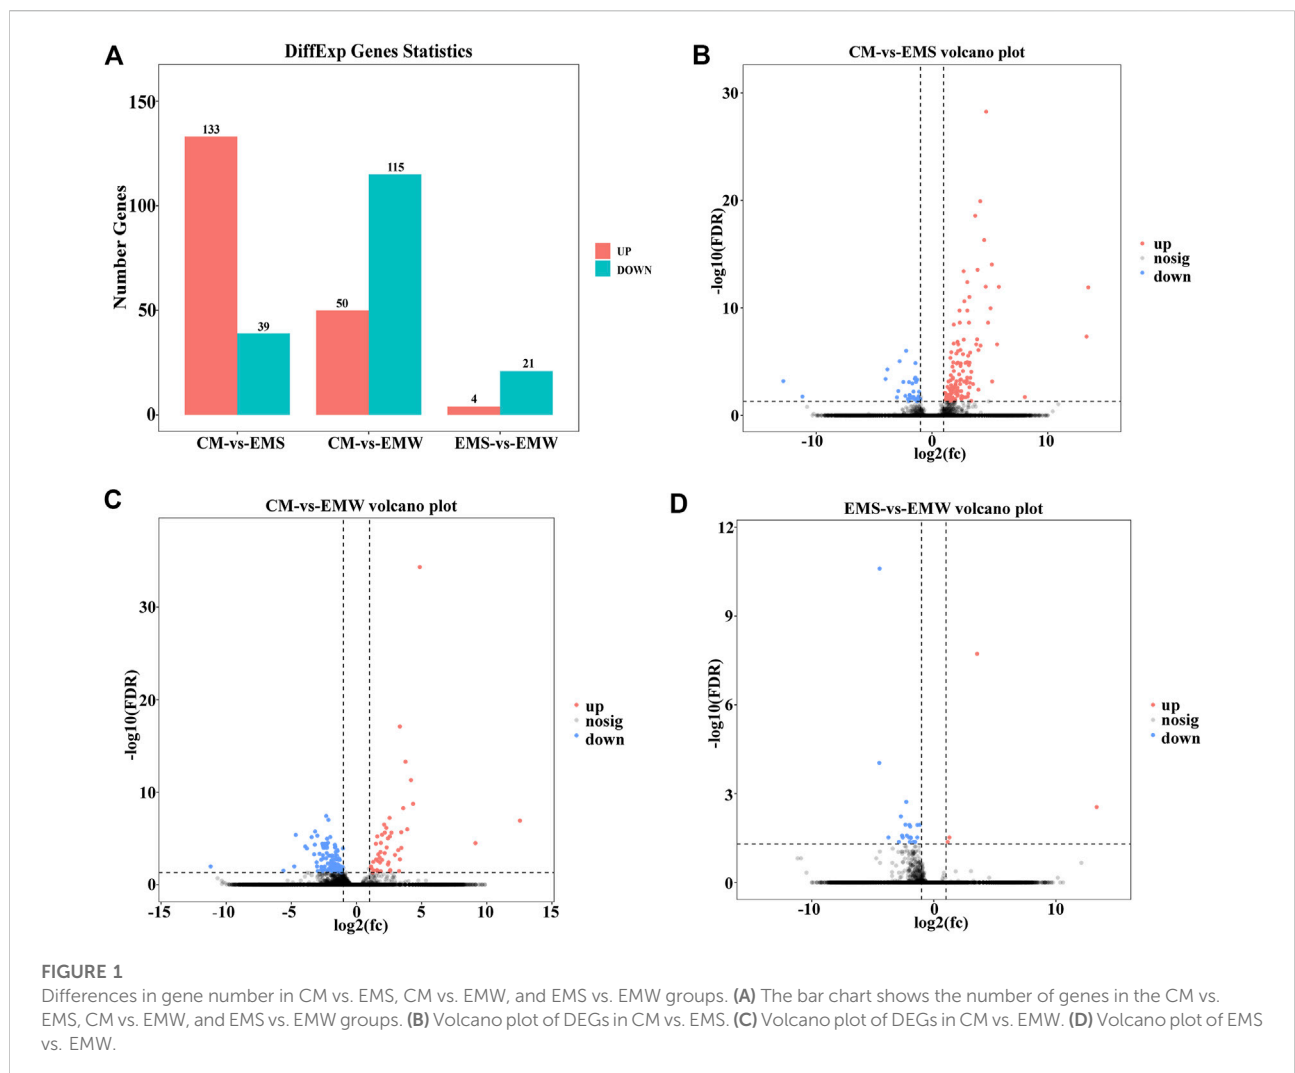 A
DiffExp Genes Statistics
Number Genes
150
100
50
0
133
39
50
115
4
21
CM-vs-EMS
CM-vs-EMW
EMS-vs-EMW
UP
DOWN
B
CM-vs-EMS volcano plot
-log10(FDR)
30
20
10
0
-10
0
10
log2(fc)
up
nosig
down
C
CM-vs-EMW volcano plot
-log10(FDR)
30
20
10
0
-15
-10
-5
0
5
10
15
log2(fc)
up
nosig
down
D
EMS-vs-EMW volcano plot
-log10(FDR)
12
9
6
3
0
-10
0
10
log2(fc)
up
nosig
down
FIGURE 1
Differences in gene number in CM vs. EMS, CM vs. EMW, and EMS vs. EMW groups. (A) The bar chart shows the number of genes in the CM vs.
EMS, CM vs. EMW, and EMS vs. EMW groups. (B) Volcano plot of DEGs in CM vs. EMS. (C) Volcano plot of DEGs in CM vs. EMW. (D) Volcano plot of EMS
vs. EMW.